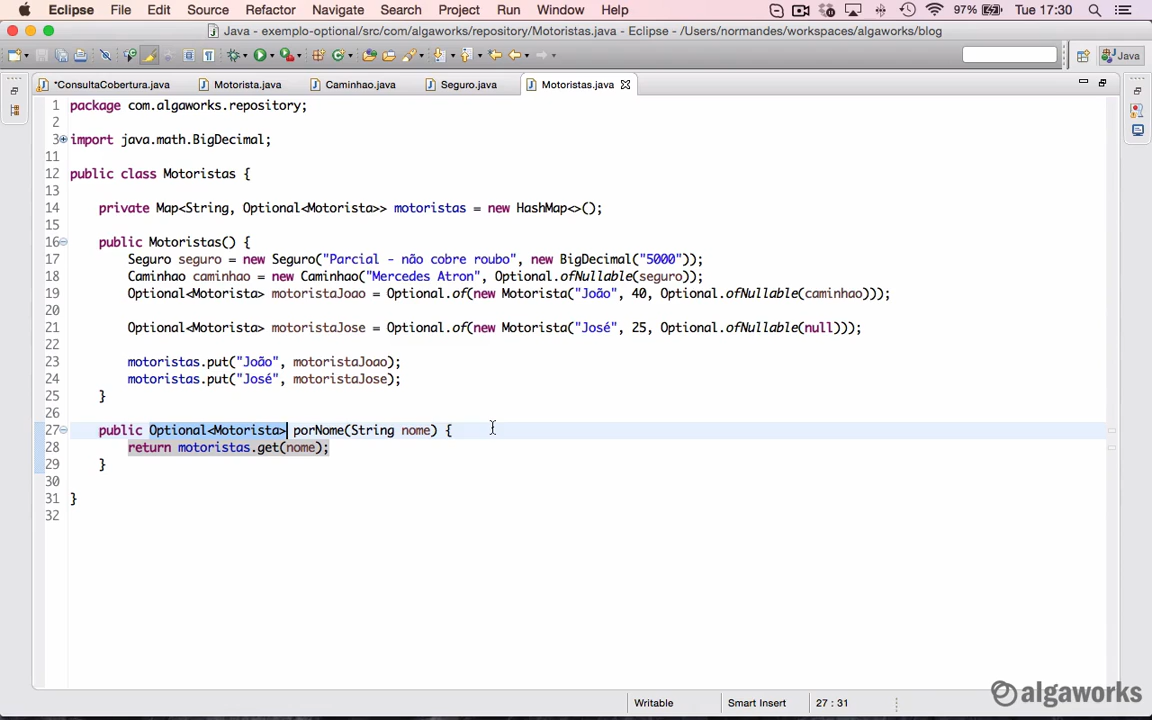 Eclipse File Edit Source Refactor Navigate Search Project Run Window Help 97% Tue 17:30
Java - exemplo-optional/src/com/algaworks/repository/Motoristas.java - Eclipse - /Users/normandes/workspaces/algaworks/blog
Java
*ConsultaCobertura.java Motorista.java Caminhao.java Seguro.java Motoristas.java
1 package com.algaworks.repository;
2
3 import java.math.BigDecimal;
11
12 public class Motoristas {
13
14 private Map<String, Optional<Motorista>> motoristas = new HashMap<>();
15
16 public Motoristas() {
17 Seguro seguro = new Seguro("Parcial - não cobre roubo", new BigDecimal("5000"));
18 Caminhao caminhao = new Caminhao("Mercedes Atron", Optional.ofNullable(seguro));
19 Optional<Motorista> motoristaJoao = Optional.of(new Motorista("João", 40, Optional.ofNullable(caminhao)));
20
21 Optional<Motorista> motoristaJose = Optional.of(new Motorista("José", 25, Optional.ofNullable(null)));
22
23 motoristas.put("João", motoristaJoao);
24 motoristas.put("José", motoristaJose);
25 }
26
27 public Optional<Motorista> porNome(String nome) {
28 return motoristas.get(nome);
29 }
30
31 }
32
Writable Smart Insert 27 : 31
algaworks